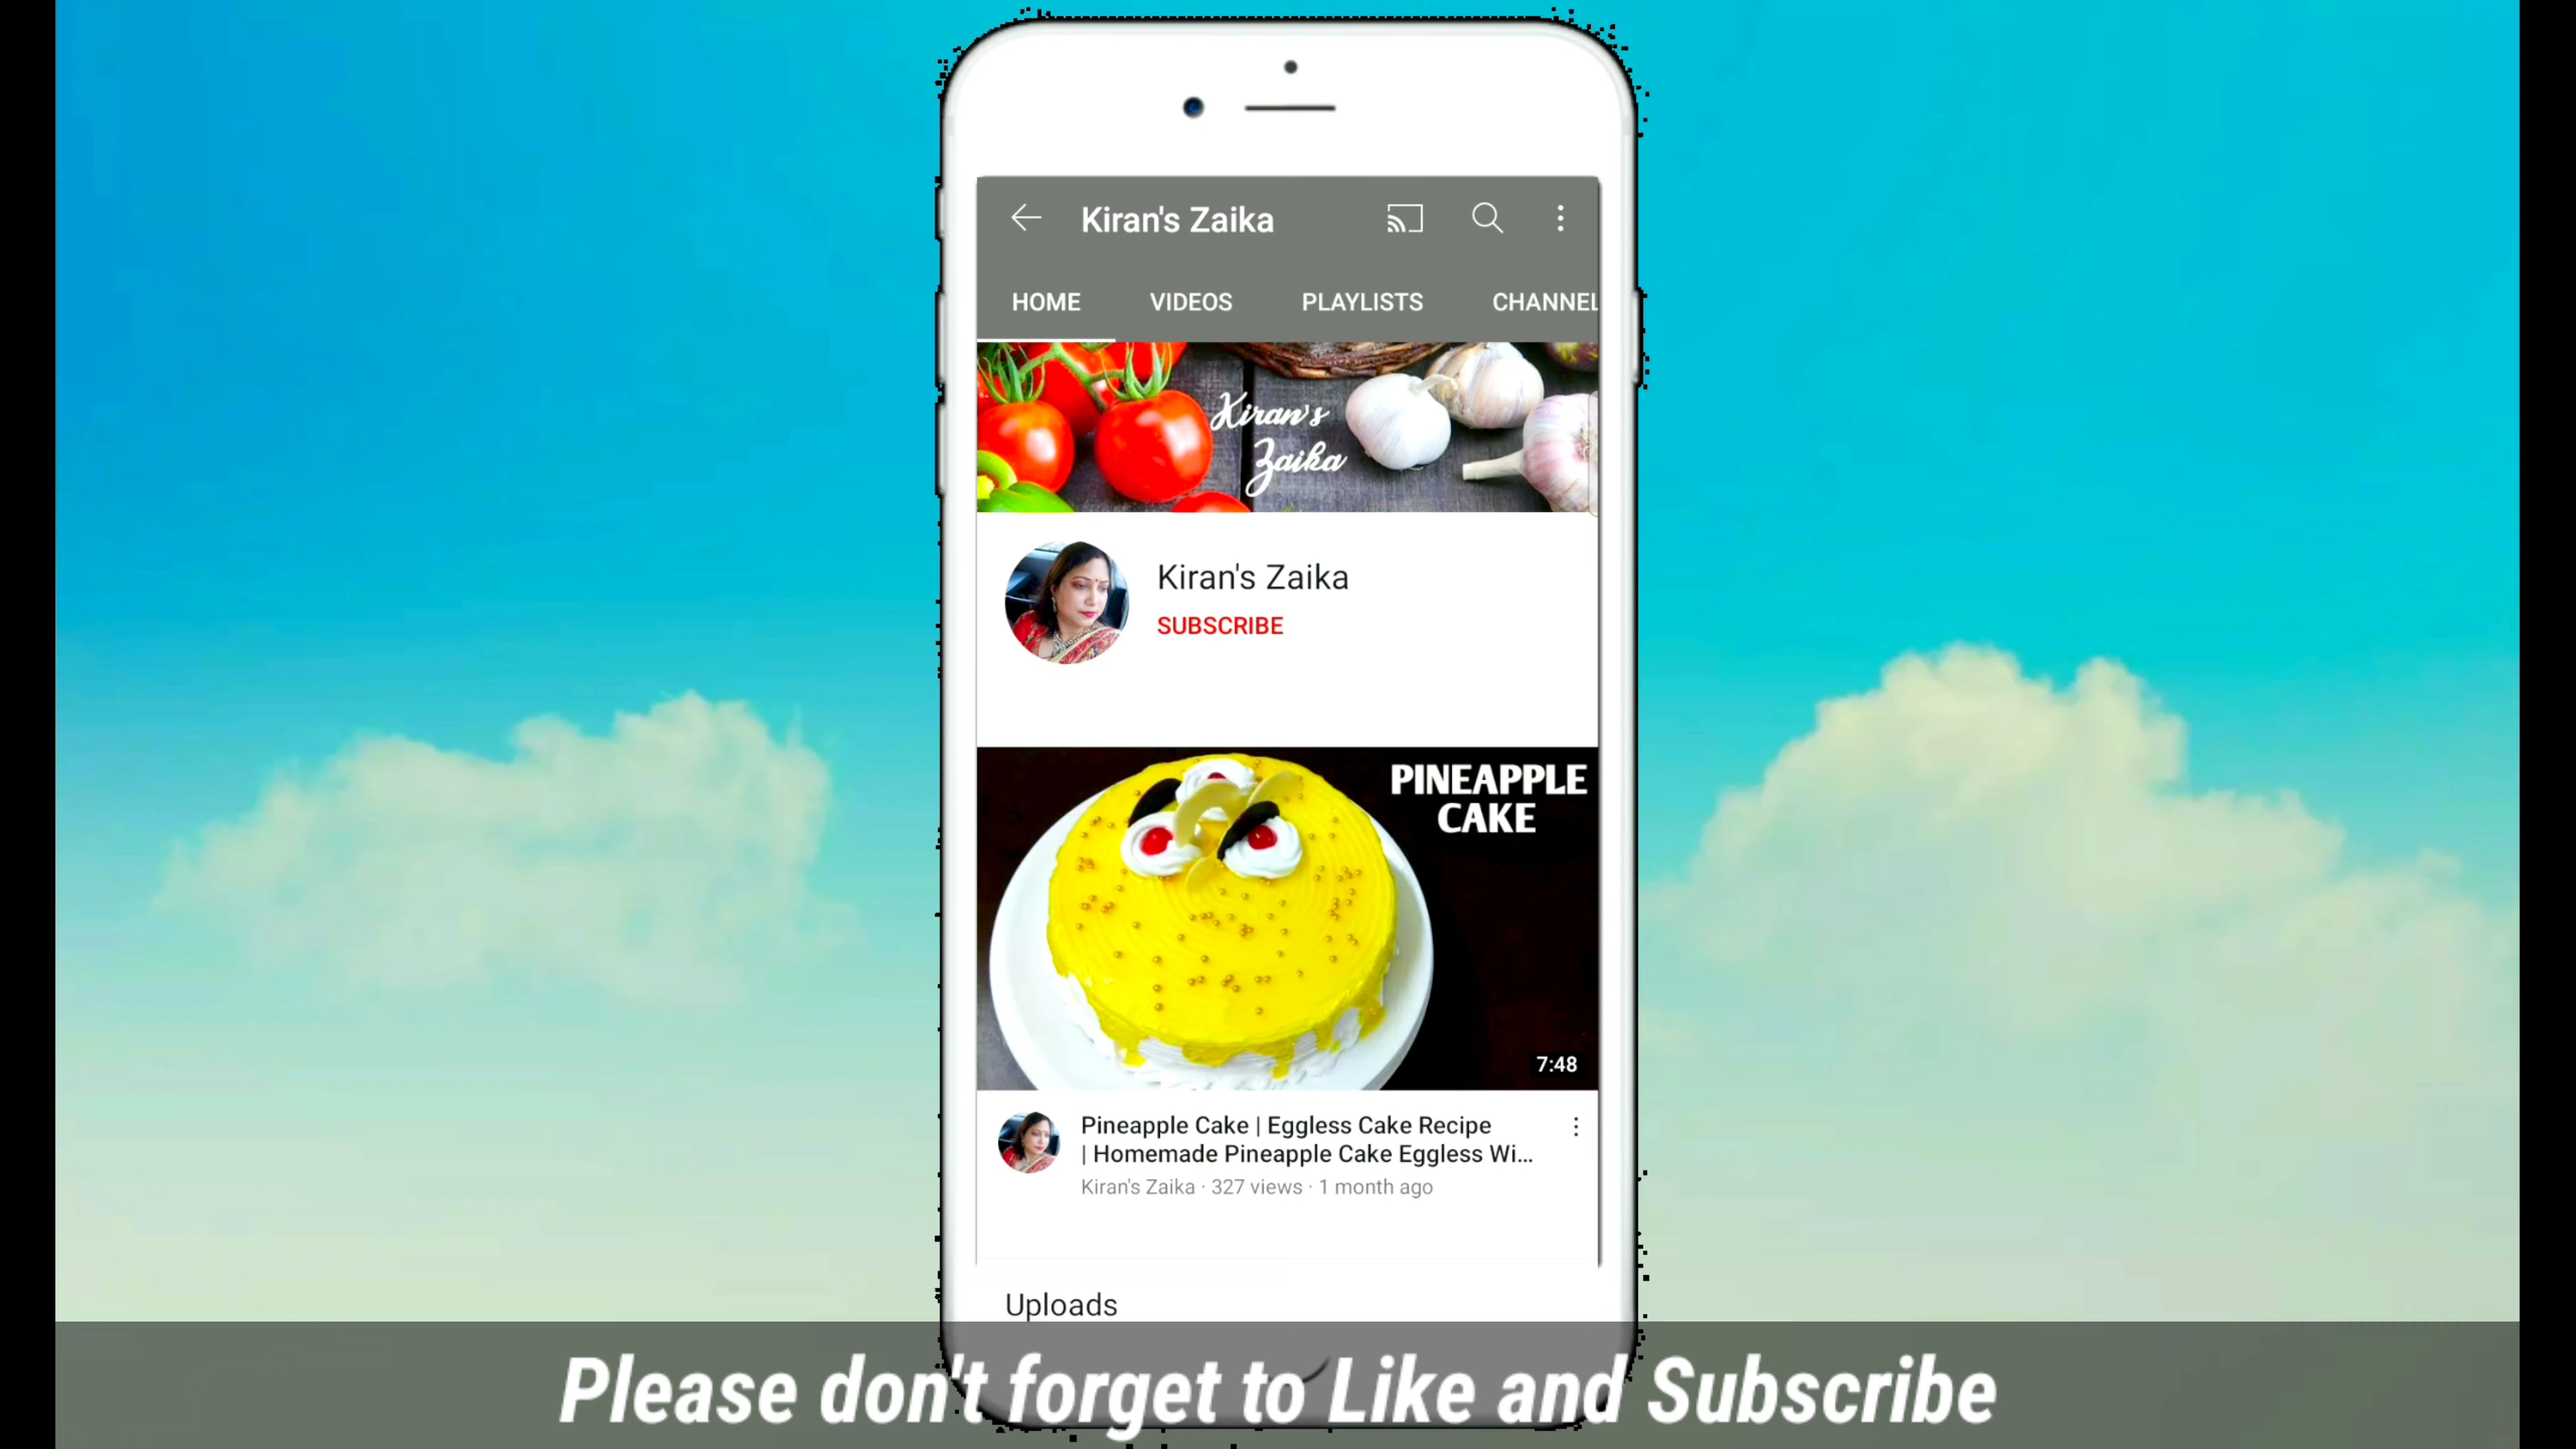 Kiran's Zaika
HOME VIDEOS PLAYLISTS CHANNEL
Kiran's
Zaika
Kiran's Zaika
SUBSCRIBE
PINEAPPLE
CAKE
7:48
Pineapple Cake | Eggless Cake Recipe
| Homemade Pineapple Cake Eggless Wi...
Kiran's Zaika · 327 views · 1 month ago
Uploads
Please don't forget to Like and Subscribe